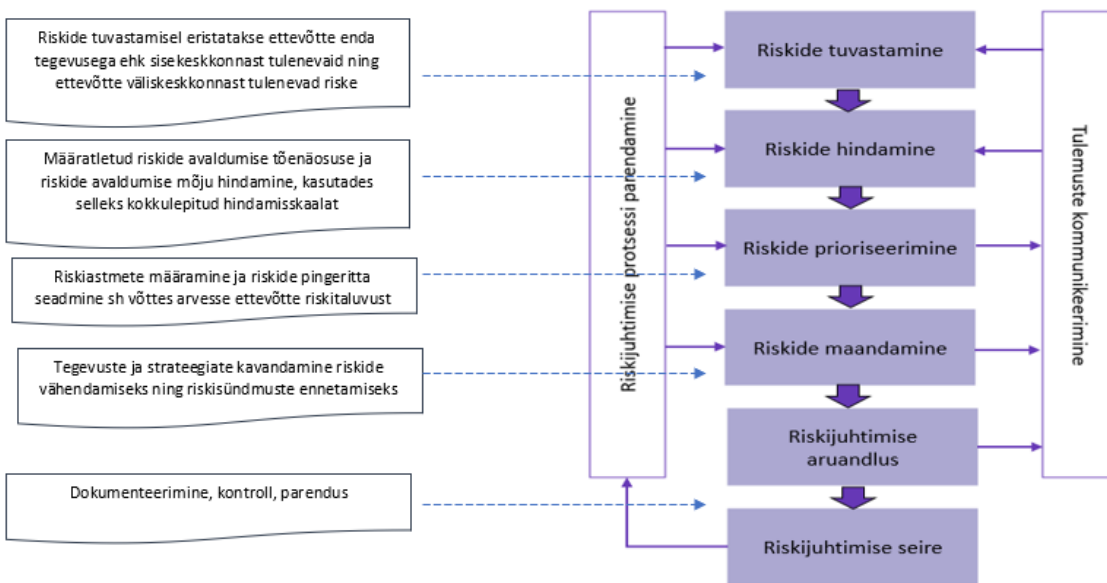 Riskide tuvastamisel eristatakse ettevõtte enda
tegevusega ehk sisekeskkonnast tulenevaid ning
ettevõtte väliskeskkonnast tulenevad riske
Määratletud riskide avaldumise tõenäosuse ja
riskide avaldumise mõju hindamine, kasutades
selleks kokkulepitud hindamisskaalat
Riskiastmete määramine ja riskide pingeritta
seadmine sh võttes arvesse ettevõtte riskitaluvust
Tegevuste ja strateegiate kavandamine riskide
vähendamiseks ning riskisündmuste ennetamiseks
Dokumenteerimine, kontroll, parendus
Riskijuhtimise protsessi parendamine
Riskide tuvastamine
Riskide hindamine
Riskide prioriseerimine
Riskide maandamine
Riskijuhtimise
aruandlus
Riskijuhtimise seire
Tulemuste kommunikeerimine